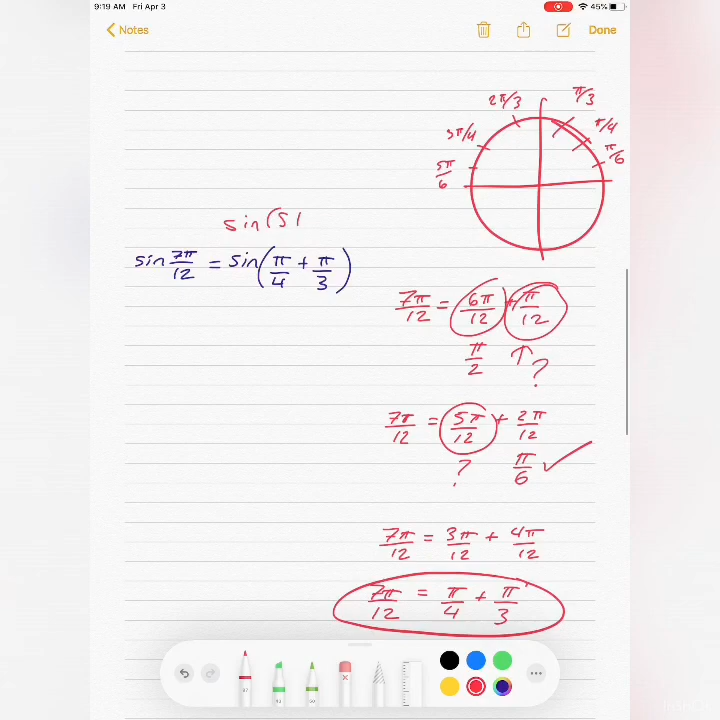 9:19 AM Fri Apr 3
45%
Notes
Done
2π/3
π/3
3π/4
π/4
5π/6
π/6
sin(51
sin 7π/12 = sin(π/4 + π/3)
7π/12 = 6π/12 + π/12
π/2 ↑ ?
7π/12 = 5π/12 + 2π/12
? π/6 ✓
7π/12 = 3π/12 + 4π/12
7π/12 = π/4 + π/3
97